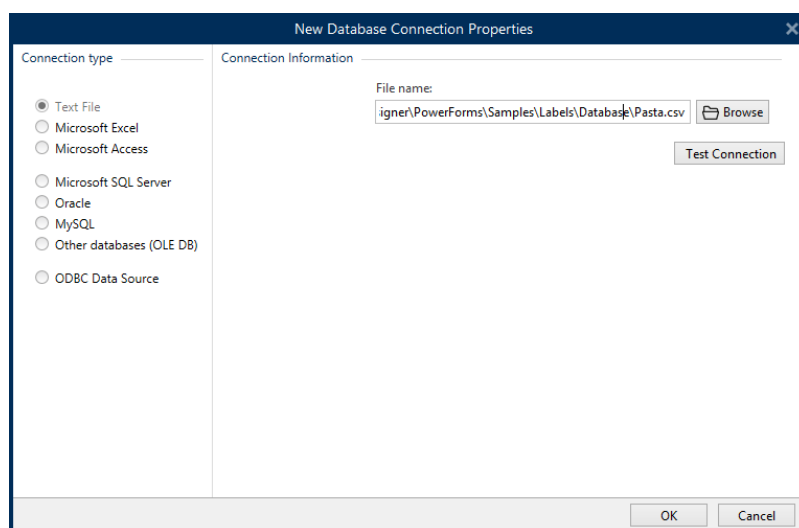 New Database Connection Properties
Connection type
Connection Information
Text File
Microsoft Excel
Microsoft Access
Microsoft SQL Server
Oracle
MySQL
Other databases (OLE DB)
ODBC Data Source
File name:
igner\PowerForms\Samples\Labels\Database\Pasta.csv
Browse
Test Connection
OK
Cancel